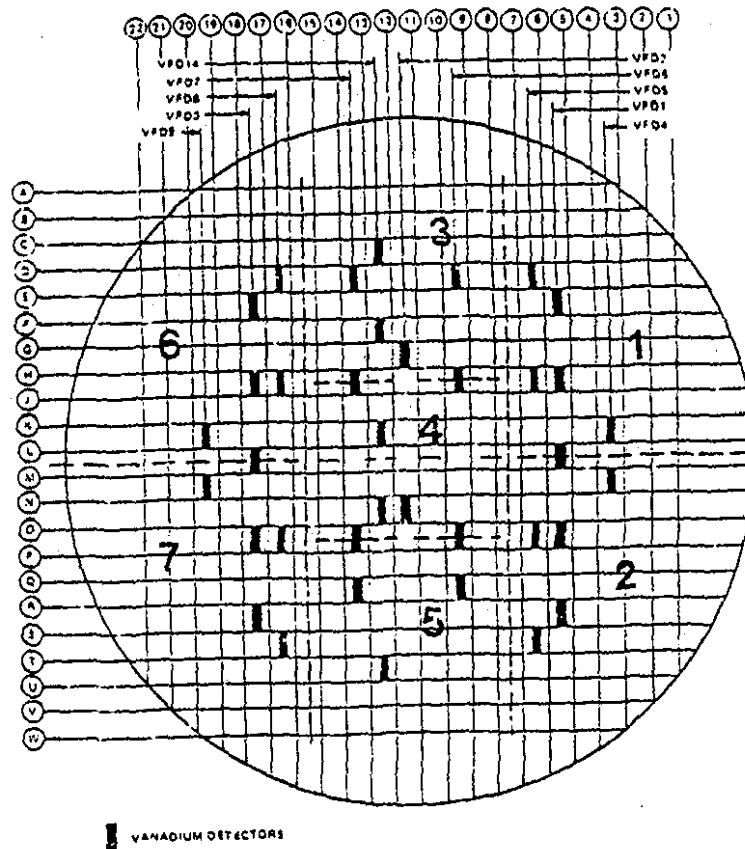 22 21 20 19 18 17 16 15 14 13 12 11 10 9 8 7 6 5 4 3 2 1
VFD14 VFD2
VFD7 VFD6
VFD8 VFD5
VFD3 VFD1
VFD9 VFD4
A
B
C 3
D
E
F
G 6 1
H
J
K 4
L
M
N
O
P 7
Q 2
R 5
S
T
U
V
W
VANADIUM DETECTORS